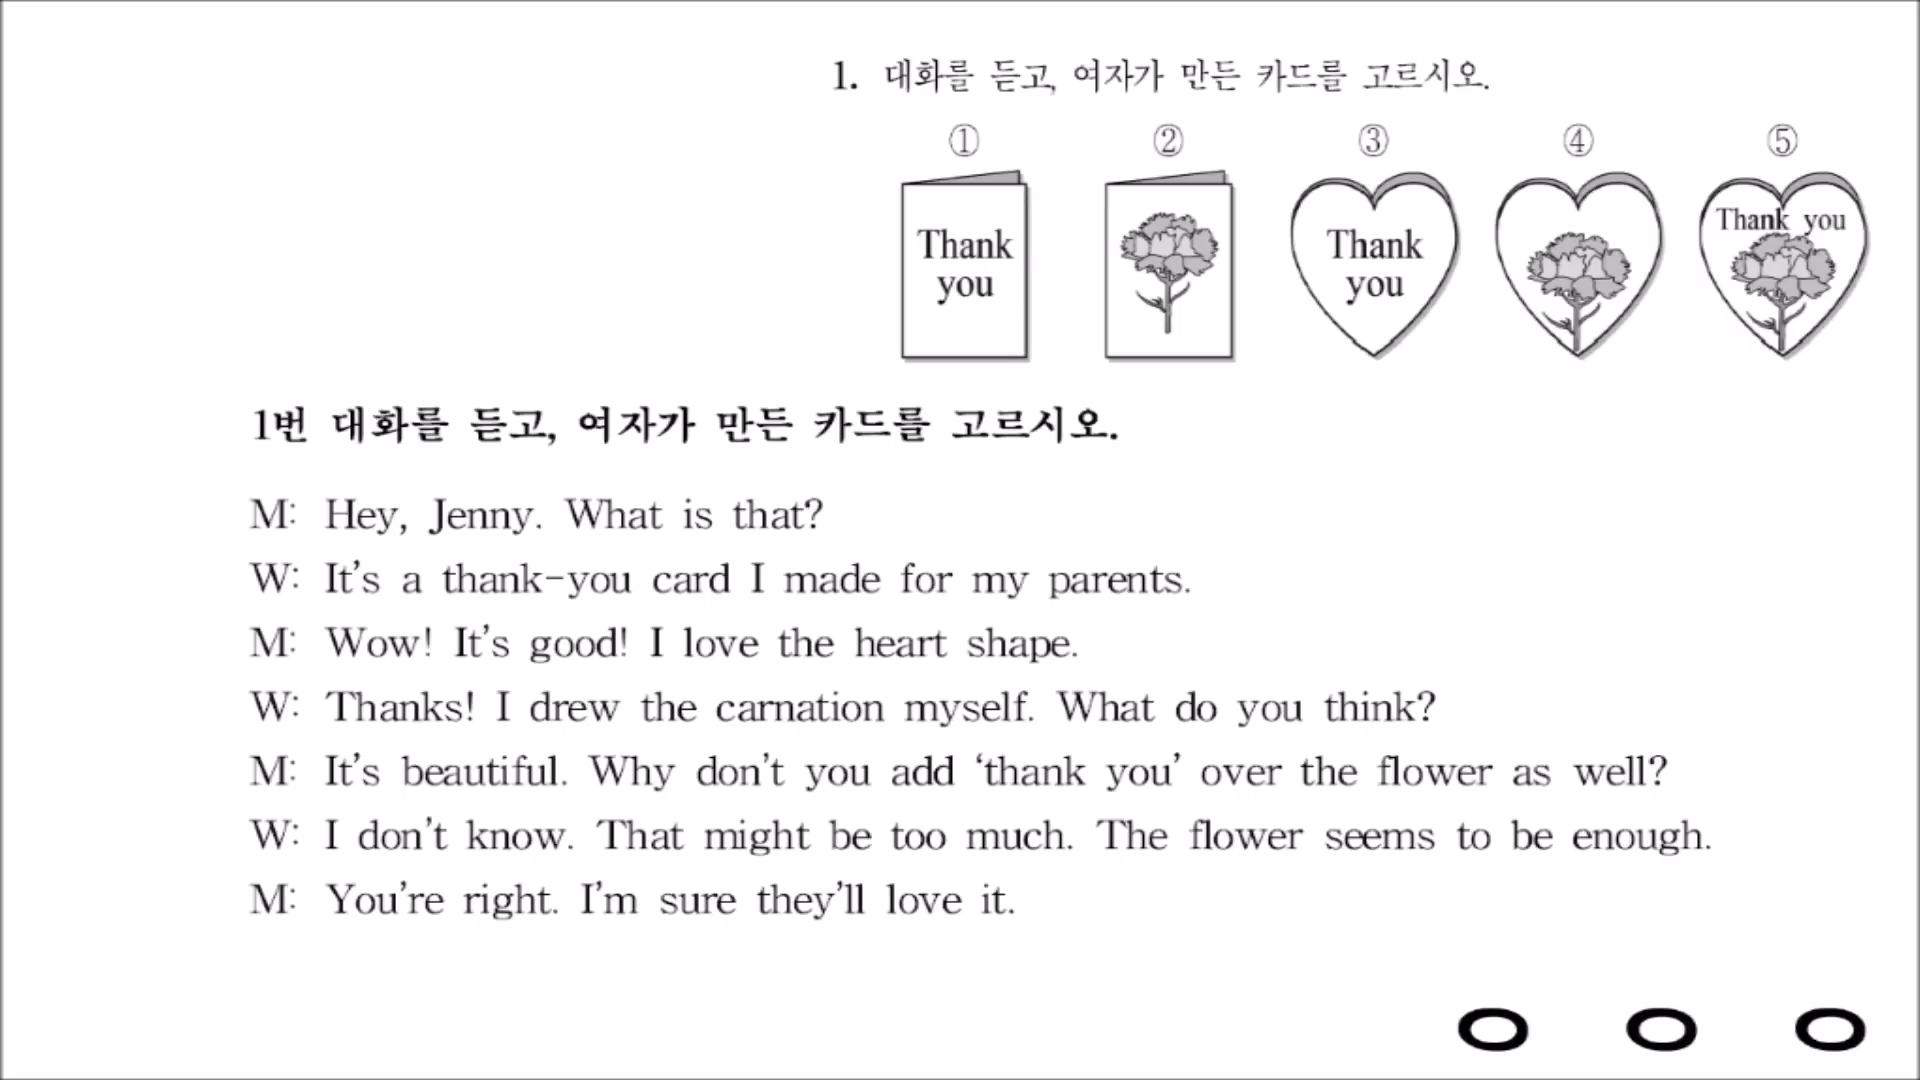 1. 대화를 듣고, 여자가 만든 카드를 고르시오.
① ② ③ ④ ⑤
Thank
you
Thank
you
Thank you
1번 대화를 듣고, 여자가 만든 카드를 고르시오.
M: Hey, Jenny. What is that?
W: It's a thank-you card I made for my parents.
M: Wow! It's good! I love the heart shape.
W: Thanks! I drew the carnation myself. What do you think?
M: It's beautiful. Why don't you add ‘thank you’ over the flower as well?
W: I don't know. That might be too much. The flower seems to be enough.
M: You're right. I'm sure they'll love it.